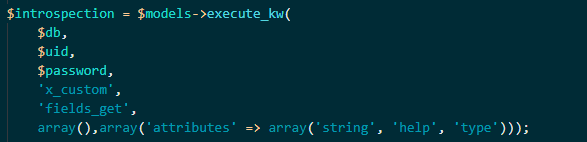 $introspection = $models->execute_kw(
$db,
$uid,
$password,
'x_custom',
'fields_get',
array(),array('attributes' => array('string', 'help', 'type')));